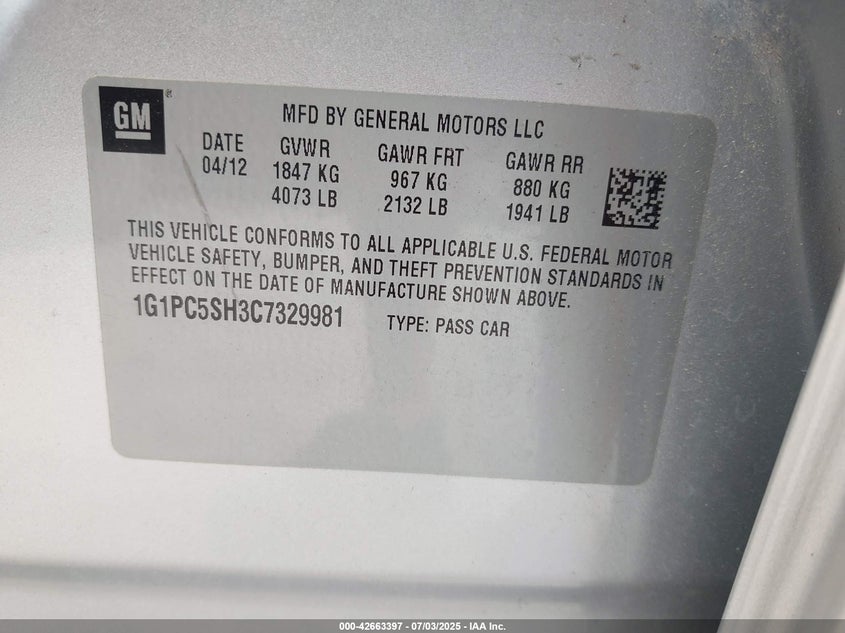 GM®
MFD BY GENERAL MOTORS LLC
DATE GVWR GAWR FRT GAWR RR
04/12 1847 KG 967 KG 880 KG
4073 LB 2132 LB 1941 LB
THIS VEHICLE CONFORMS TO ALL APPLICABLE U.S. FEDERAL MOTOR
VEHICLE SAFETY, BUMPER, AND THEFT PREVENTION STANDARDS IN
EFFECT ON THE DATE OF MANUFACTURE SHOWN ABOVE.
1G1PC5SH3C7329981 TYPE: PASS CAR
000-42663397 - 07/03/2025 - IAA Inc.